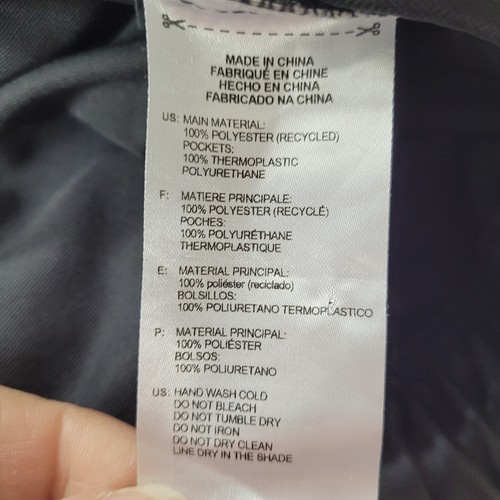 MADE IN CHINA
FABRIQUÉ EN CHINE
HECHO EN CHINA
FABRICADO NA CHINA
US: MAIN MATERIAL:
100% POLYESTER (RECYCLED)
POCKETS:
100% THERMOPLASTIC
POLYURETHANE
F: MATIERE PRINCIPALE:
100% POLYESTER (RECYCLÉ)
POCHES:
100% POLYURÉTHANE
THERMOPLASTIQUE
E: MATERIAL PRINCIPAL:
100% poliéster (reciclado)
BOLSILLOS:
100% POLIURETANO TERMOPLÁSTICO
P: MATERIAL PRINCIPAL:
100% POLIÉSTER
BOLSOS:
100% POLIURETANO
US: HAND WASH COLD
DO NOT BLEACH
DO NOT TUMBLE DRY
DO NOT IRON
DO NOT DRY CLEAN
LINE DRY IN THE SHADE